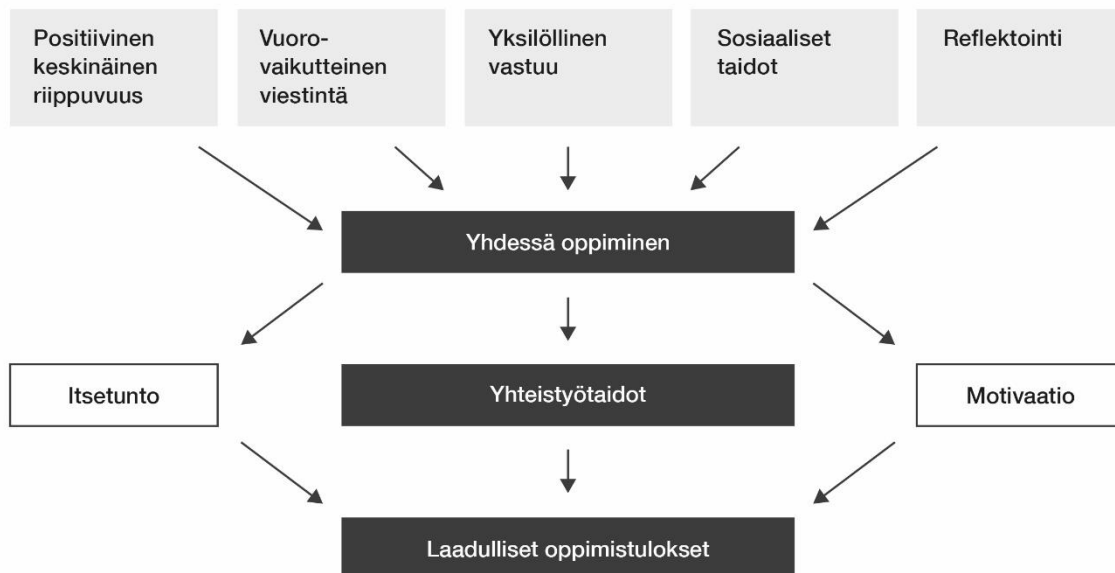 Positiivinen
keskinäinen
riippuvuus
Vuoro-
vaikutteinen
viestintä
Yksilöllinen
vastuu
Sosiaaliset
taidot
Reflektointi
Yhdessä oppiminen
Itsetunto
Yhteistyötaidot
Motivaatio
Laadulliset oppimistulokset